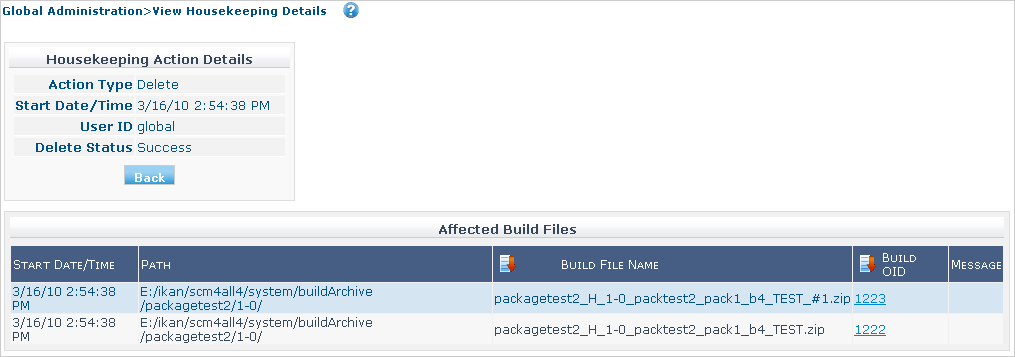 Global Administration>View Housekeeping Details ?
Housekeeping Action Details
Action Type Delete
Start Date/Time 3/16/10 2:54:38 PM
User ID global
Delete Status Success
Back
Affected Build Files
Start Date/Time Path Build File Name Build OID Message
3/16/10 2:54:38 PM E:/ikan/scm4all4/system/buildArchive/packagetest2/1-0/ packagetest2_H_1-0_packtest2_pack1_b4_TEST_#1.zip 1223
3/16/10 2:54:38 PM E:/ikan/scm4all4/system/buildArchive/packagetest2/1-0/ packagetest2_H_1-0_packtest2_pack1_b4_TEST.zip 1222